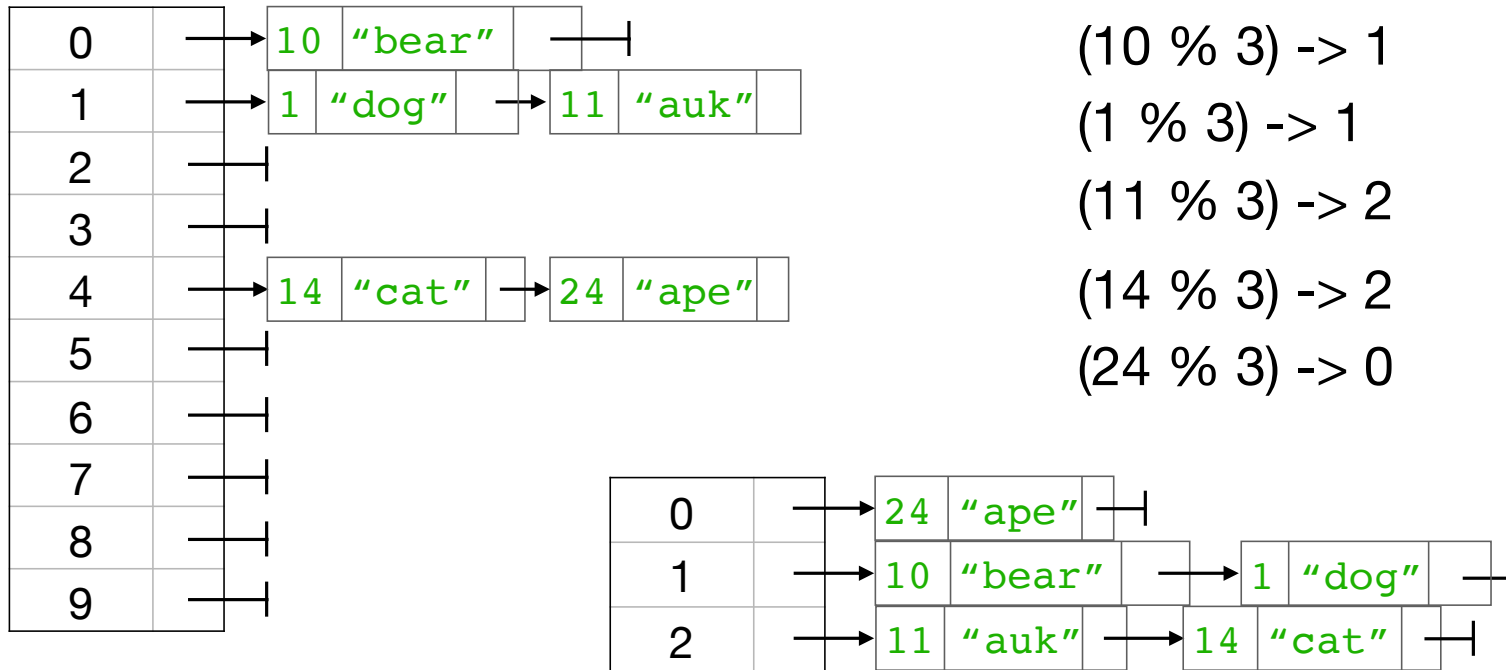 0 10 “bear”
1 1 “dog” 11 “auk”
2
3
4 14 “cat” 24 “ape”
5
6
7
8
9
(10 % 3) -> 1
(1 % 3) -> 1
(11 % 3) -> 2
(14 % 3) -> 2
(24 % 3) -> 0
0 24 “ape”
1 10 “bear” 1 “dog”
2 11 “auk” 14 “cat”